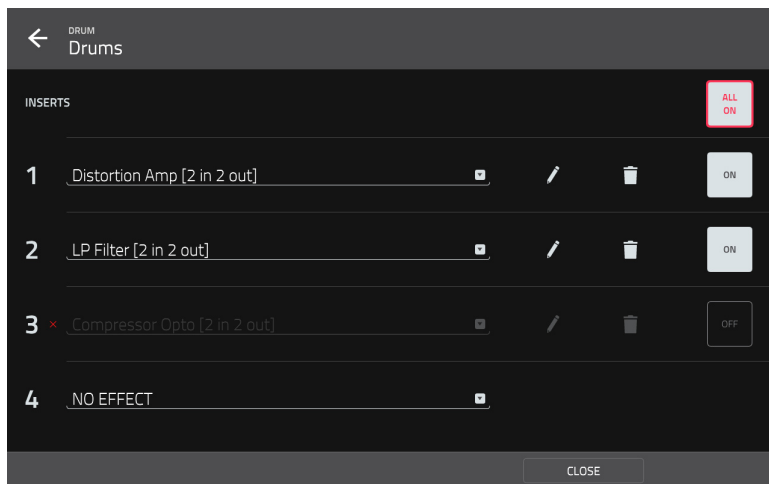 DRUM
Drums
INSERTS
ALL
ON
1 Distortion Amp [2 in 2 out] ON
2 LP Filter [2 in 2 out] ON
3 Compressor Opto [2 in 2 out] OFF
4 NO EFFECT
CLOSE